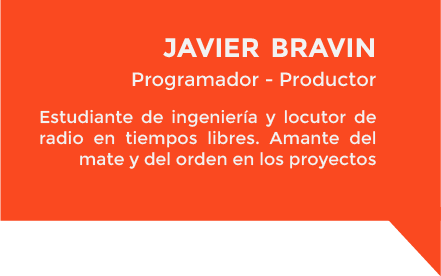 JAVIER BRAVIN
Programador - Productor
Estudiante de ingeniería y locutor de
radio en tiempos libres. Amante del
mate y del orden en los proyectos